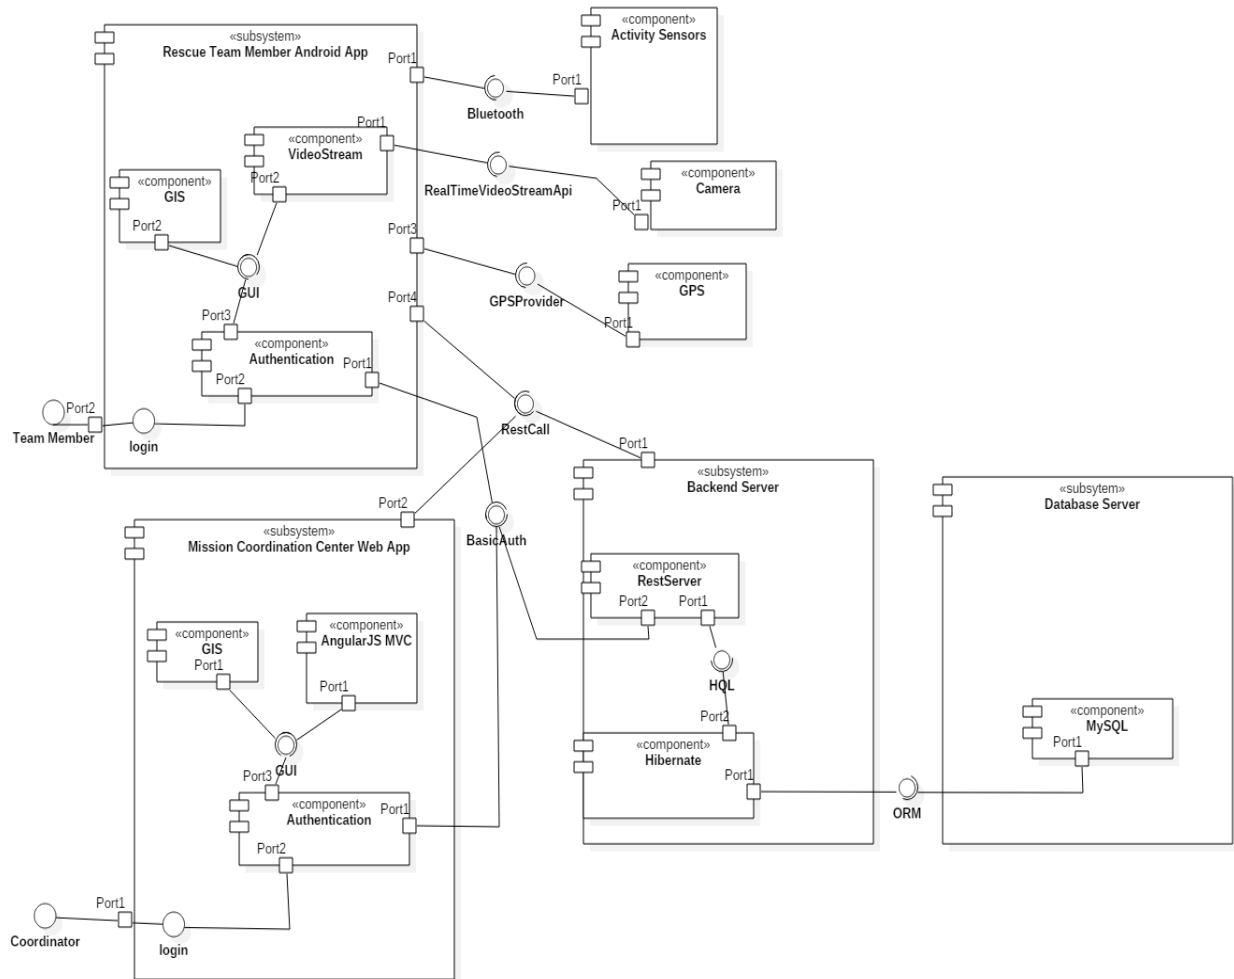 «subsystem»
Rescue Team Member Android App
Port1
«component»
Activity Sensors
Port1
Bluetooth
Port1
«component»
VideoStream
Port2
RealTimeVideoStreamApi
«component»
Camera
Port1
«component»
GIS
Port2
GUI
Port3
GPSProvider
«component»
GPS
Port1
Port4
Port3
«component»
Authentication
Port1
Port2
Port2
Team Member
login
RestCall
Port1
«subsystem»
Backend Server
«subsytem»
Database Server
Port2
«subsystem»
Mission Coordination Center Web App
BasicAuth
«component»
RestServer
Port2
Port1
HQL
«component»
GIS
Port1
«component»
AngularJS MVC
Port1
GUI
Port2
«component»
Hibernate
Port1
ORM
«component»
MySQL
Port1
Port3
«component»
Authentication
Port1
Port2
Port1
Coordinator
login